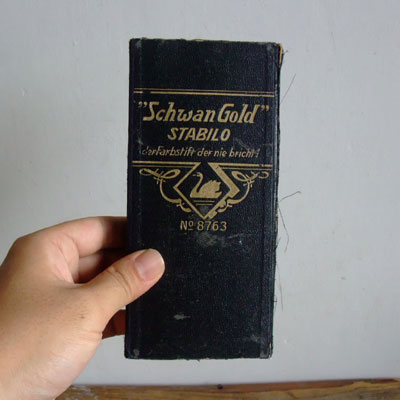 "Schwan Gold"
STABILO
der Farbstift der nie bricht!
Nº 8763